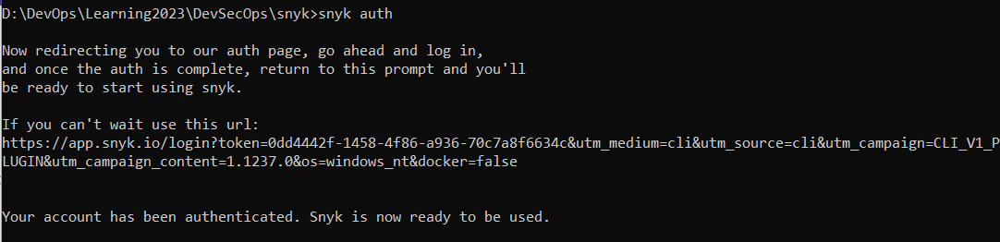 D:\DevOps\Learning2023\DevSecOps\snyk>snyk auth
Now redirecting you to our auth page, go ahead and log in,
and once the auth is complete, return to this prompt and you'll
be ready to start using snyk.
If you can't wait use this url:
https://app.snyk.io/login?token=0dd4442f-1458-4f86-a936-70c7a8f6634c&utm_medium=cli&utm_source=cli&utm_campaign=CLI_V1_P
LUGIN&utm_campaign_content=1.1237.0&os=windows_nt&docker=false
Your account has been authenticated. Snyk is now ready to be used.